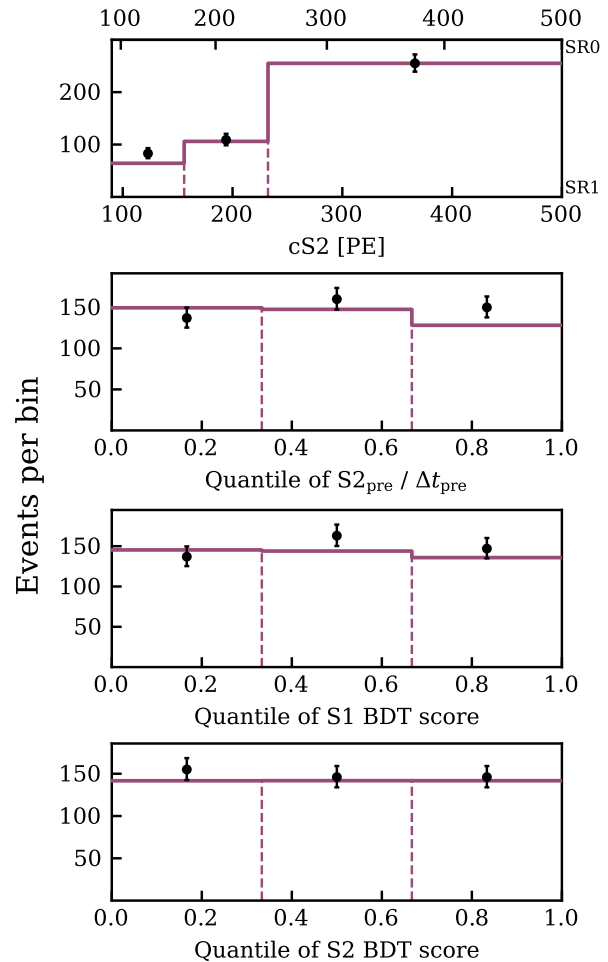 100 200 300 400 500
SR0
200
100
SR1
100 200 300 400 500
cS2 [PE]
150
100
50
0.0 0.2 0.4 0.6 0.8 1.0
Quantile of S2pre / Δtpre
Events per bin
150
100
50
0.0 0.2 0.4 0.6 0.8 1.0
Quantile of S1 BDT score
150
100
50
0.0 0.2 0.4 0.6 0.8 1.0
Quantile of S2 BDT score